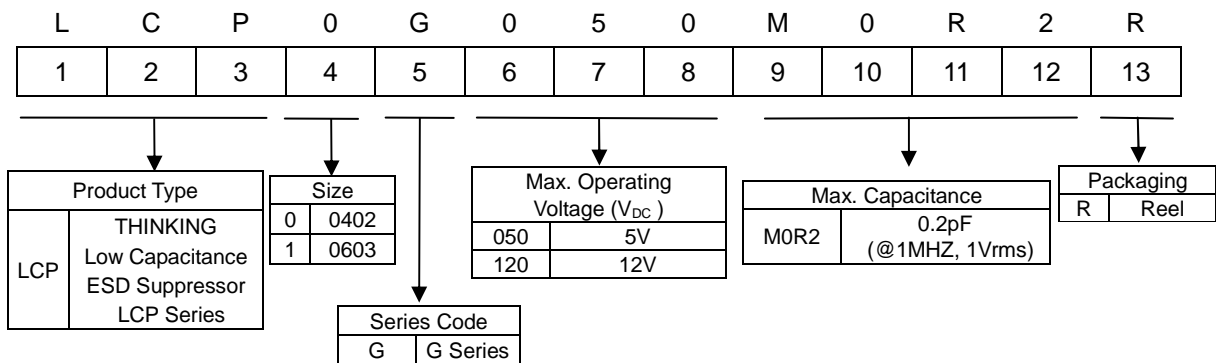 L C P 0 G 0 5 0 M 0 R 2 R
1 2 3 4 5 6 7 8 9 10 11 12 13
Product Type
LCP
THINKING
Low Capacitance
ESD Suppressor
LCP Series
Size
0 0402
1 0603
Series Code
G G Series
Max. Operating
Voltage (VDC )
050 5V
120 12V
Max. Capacitance
M0R2
0.2pF
(@1MHZ, 1Vrms)
Packaging
R Reel